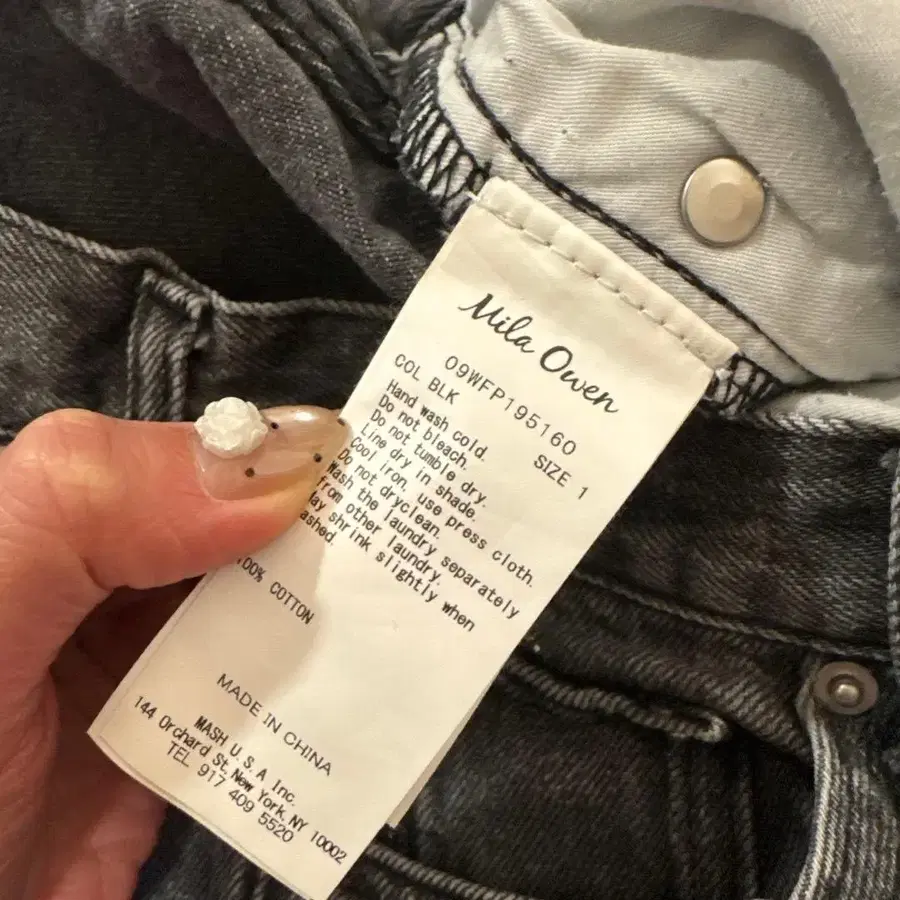 Mila Owen
09WFP195160
COL BLK SIZE 1
Hand wash cold.
Do not bleach.
Do not tumble dry.
Line dry in shade.
Cool iron, use press cloth.
Do not dryclean.
Wash the laundry separately
from other laundry.
May shrink slightly when
ashed.
100% COTTON
MADE IN CHINA
MASH U.S.A Inc.
144 Orchard St, New York, NY 10002
TEL 917 409 5520